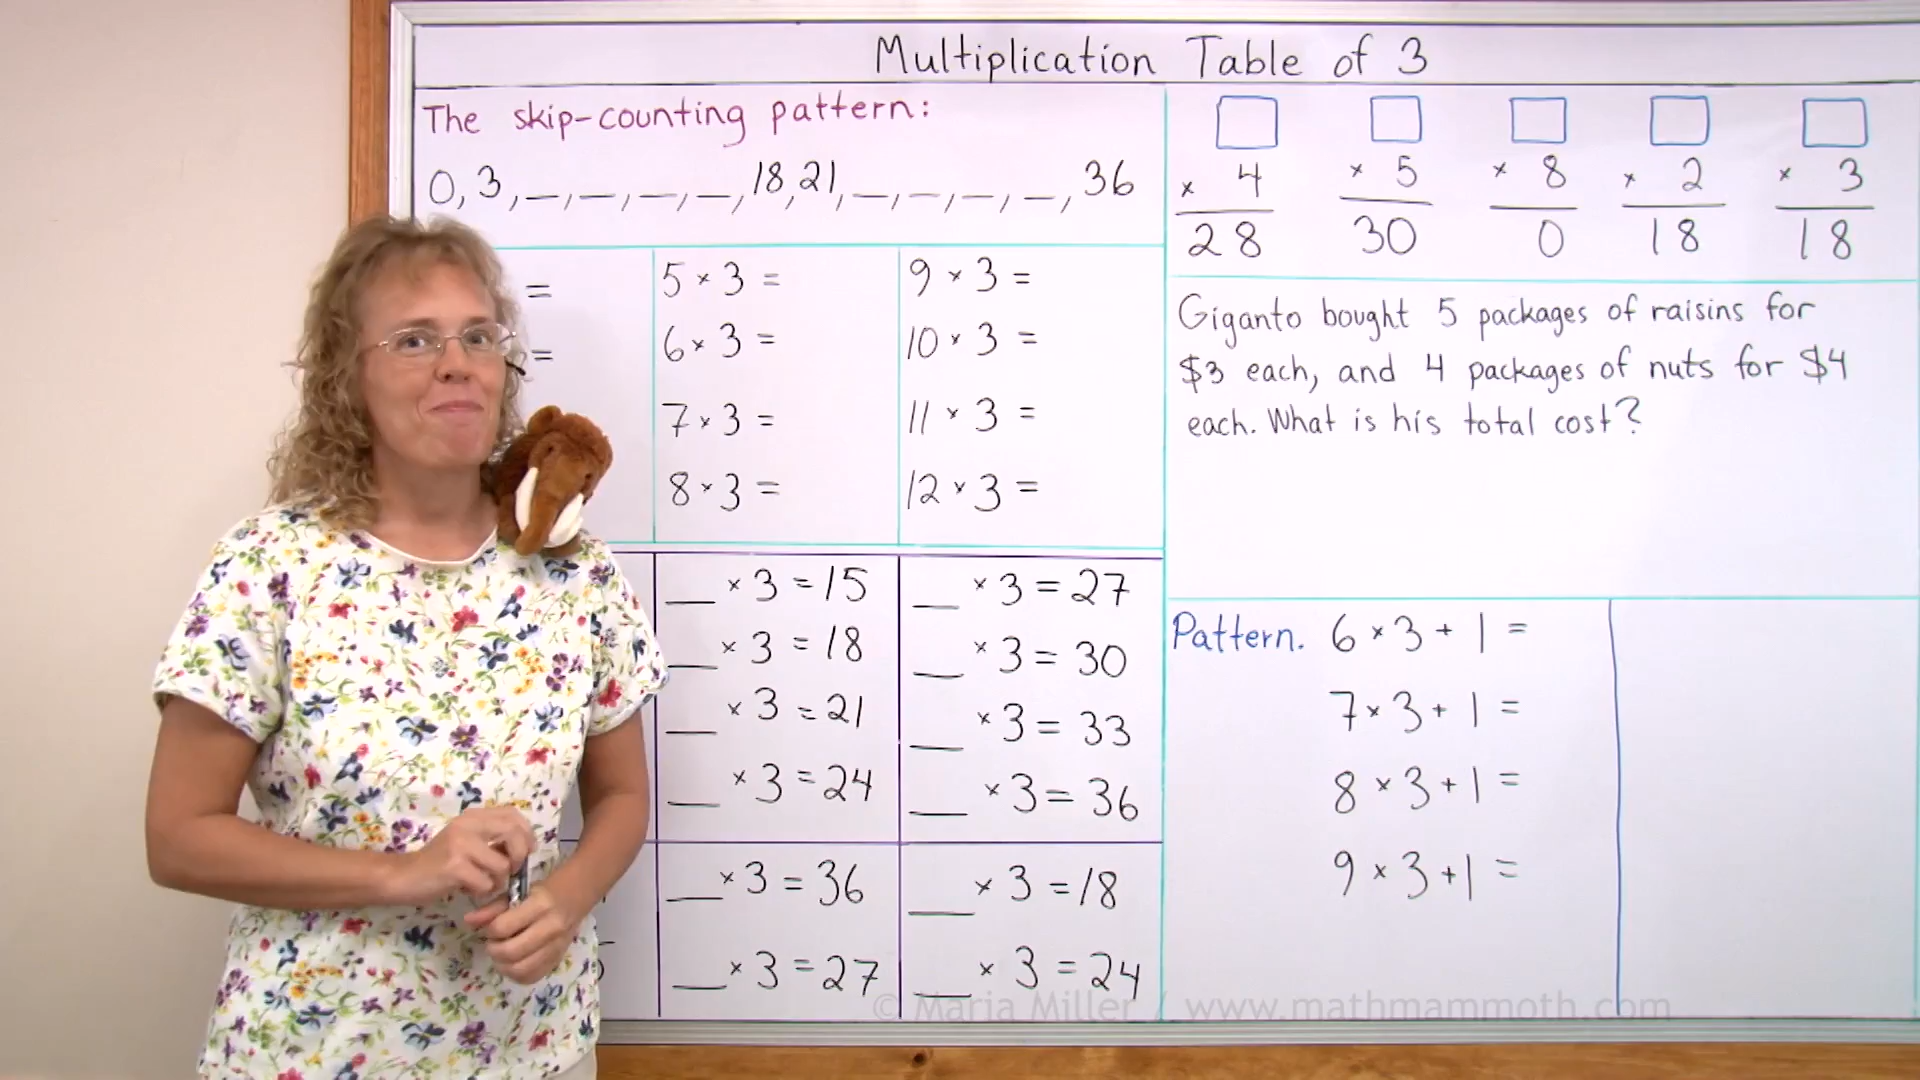 Multiplication Table of 3
The skip-counting pattern:
0, 3, _, _, _, _, 18, 21, _, _, _, _, 36
=
=
5 × 3 =
6 × 3 =
7 × 3 =
8 × 3 =
9 × 3 =
10 × 3 =
11 × 3 =
12 × 3 =
__ × 3 = 15
__ × 3 = 18
__ × 3 = 21
__ × 3 = 24
__ × 3 = 27
__ × 3 = 30
__ × 3 = 33
__ × 3 = 36
__ × 3 = 36
__ × 3 = 27
__ × 3 = 18
__ × 3 = 24
× 4
28
× 5
30
× 8
0
× 2
18
× 3
18
Giganto bought 5 packages of raisins for
$3 each, and 4 packages of nuts for $4
each. What is his total cost?
Pattern. 6 × 3 + 1 =
7 × 3 + 1 =
8 × 3 + 1 =
9 × 3 + 1 =
© Maria Miller / www.mathmammoth.com